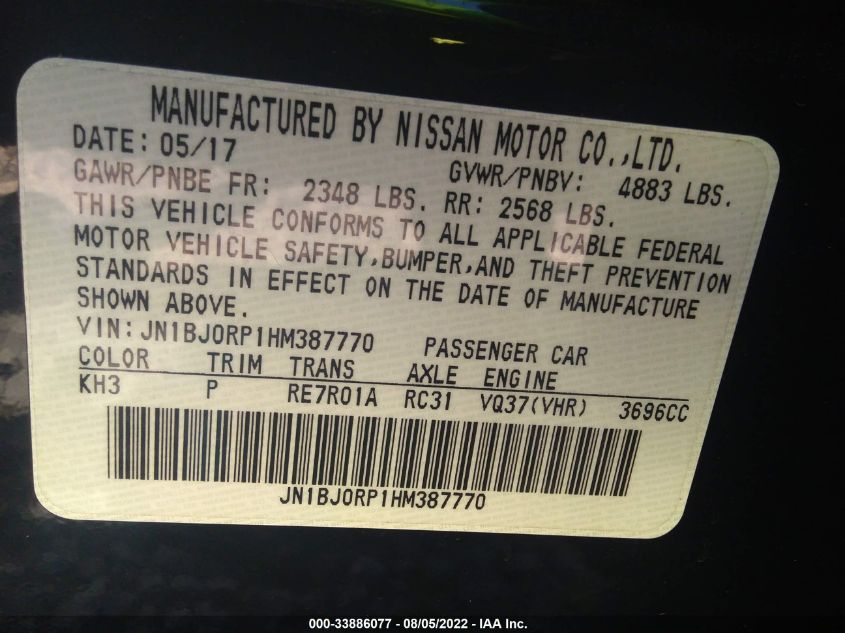 MANUFACTURED BY NISSAN MOTOR CO.,LTD.
DATE: 05/17 GVWR/PNBV: 4883 LBS.
GAWR/PNBE FR: 2348 LBS. RR: 2568 LBS.
THIS VEHICLE CONFORMS TO ALL APPLICABLE FEDERAL
MOTOR VEHICLE SAFETY,BUMPER,AND THEFT PREVENTION
STANDARDS IN EFFECT ON THE DATE OF MANUFACTURE
SHOWN ABOVE.
VIN: JN1BJ0RP1HM387770 PASSENGER CAR
COLOR TRIM TRANS AXLE ENGINE
KH3 P RE7R01A RC31 VQ37(VHR) 3696CC
JN1BJ0RP1HM387770
000-33886077 - 08/05/2022 - IAA Inc.